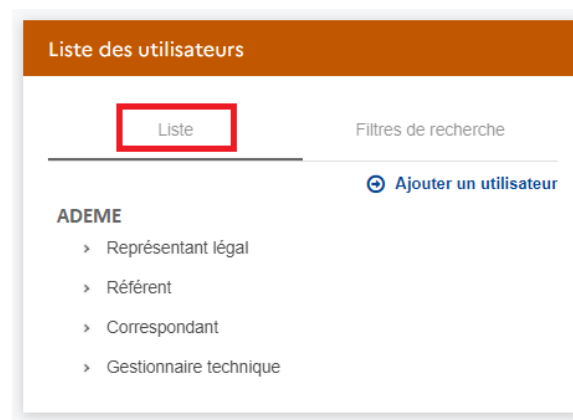 Liste des utilisateurs
Liste
Filtres de recherche
Ajouter un utilisateur
ADEME
Représentant légal
Référent
Correspondant
Gestionnaire technique